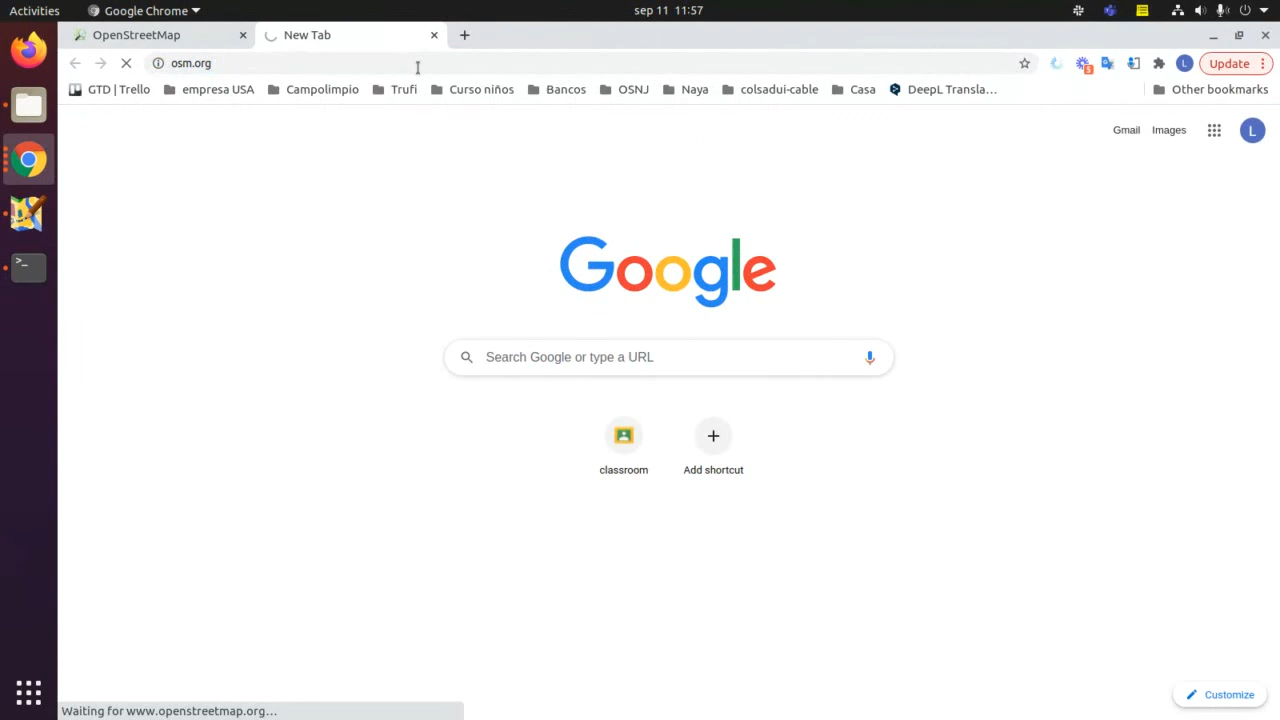 Activities Google Chrome sep 11 11:57
OpenStreetMap New Tab
osm.org Update
GTD | Trello empresa USA Campolimpio Trufi Curso niños Bancos OSNJ Naya colsadui-cable Casa DeepL Transla… Other bookmarks
Gmail Images L
Google
Search Google or type a URL
classroom Add shortcut
Customize
Waiting for www.openstreetmap.org…